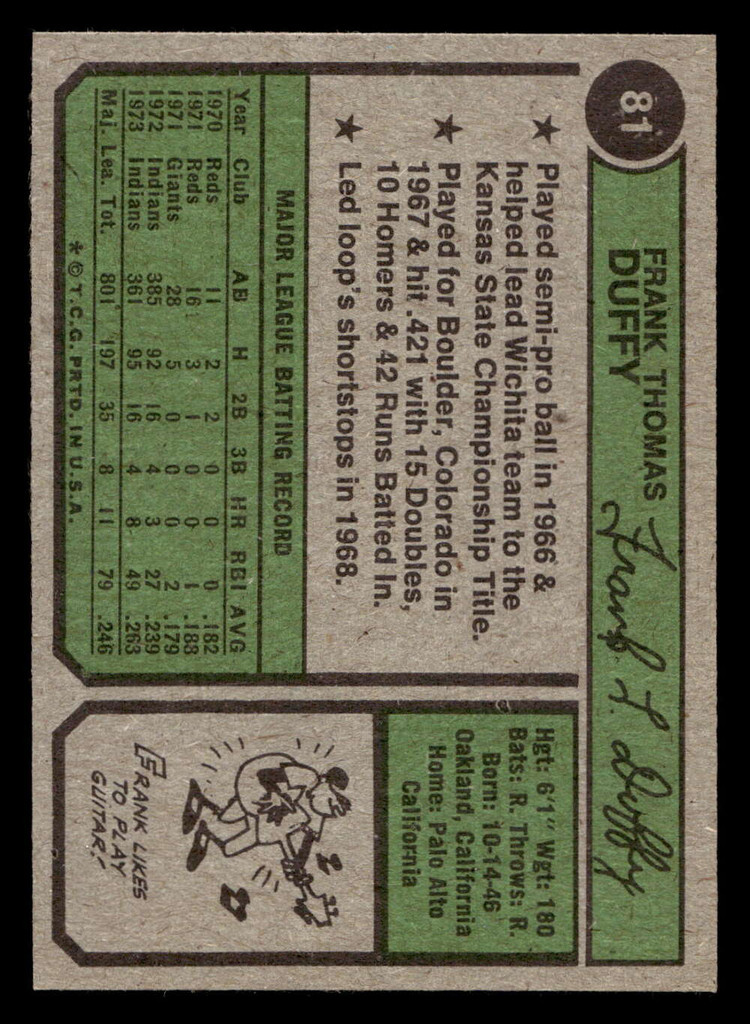 81
FRANK THOMAS
DUFFY
Frank T. Duffy
★ Played semi-pro ball in 1966 &
helped lead Wichita team to the
Kansas State Championship Title.
★ Played for Boulder, Colorado in
1967 & hit .421 with 15 Doubles,
10 Homers & 42 Runs Batted In.
★ Led loop's shortstops in 1968.
MAJOR LEAGUE BATTING RECORD
Year Club AB H 2B 3B HR RBI AVG
1970 Reds 11 2 2 0 0 0 .182
1971 Reds 16 3 1 0 0 1 .188
1971 Giants 28 5 0 0 0 2 .179
1972 Indians 385 92 16 4 3 27 .239
1973 Indians 361 95 16 4 8 49 .263
Maj. Lea. Tot. 801 197 35 8 11 79 .246
* © T.C.G. PRTD. IN U.S.A.
Hgt: 6'1" Wgt: 180
Bats: R. Throws: R.
Born: 10-14-46
Oakland, California
Home: Palo Alto
California
FRANK LIKES
TO PLAY
GUITAR!